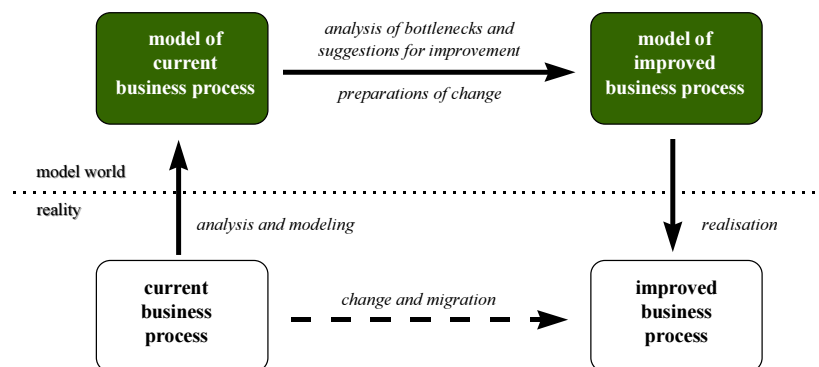 model of
current
business process
analysis of bottlenecks and
suggestions for improvement
preparations of change
model of
improved
business process
model world
reality
analysis and modeling
realisation
current
business
process
change and migration
improved
business
process